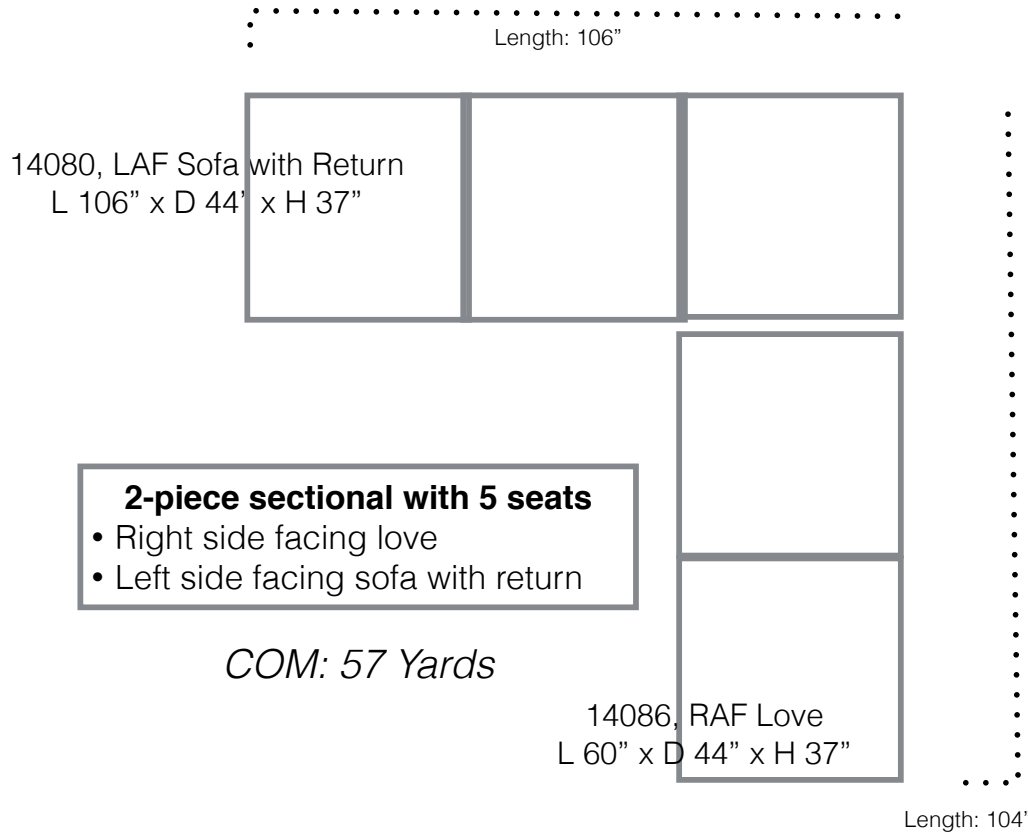 Length: 106”
14080, LAF Sofa with Return
L 106” x D 44” x H 37”
2-piece sectional with 5 seats
• Right side facing love
• Left side facing sofa with return
COM: 57 Yards
14086, RAF Love
L 60” x D 44” x H 37”
Length: 104’